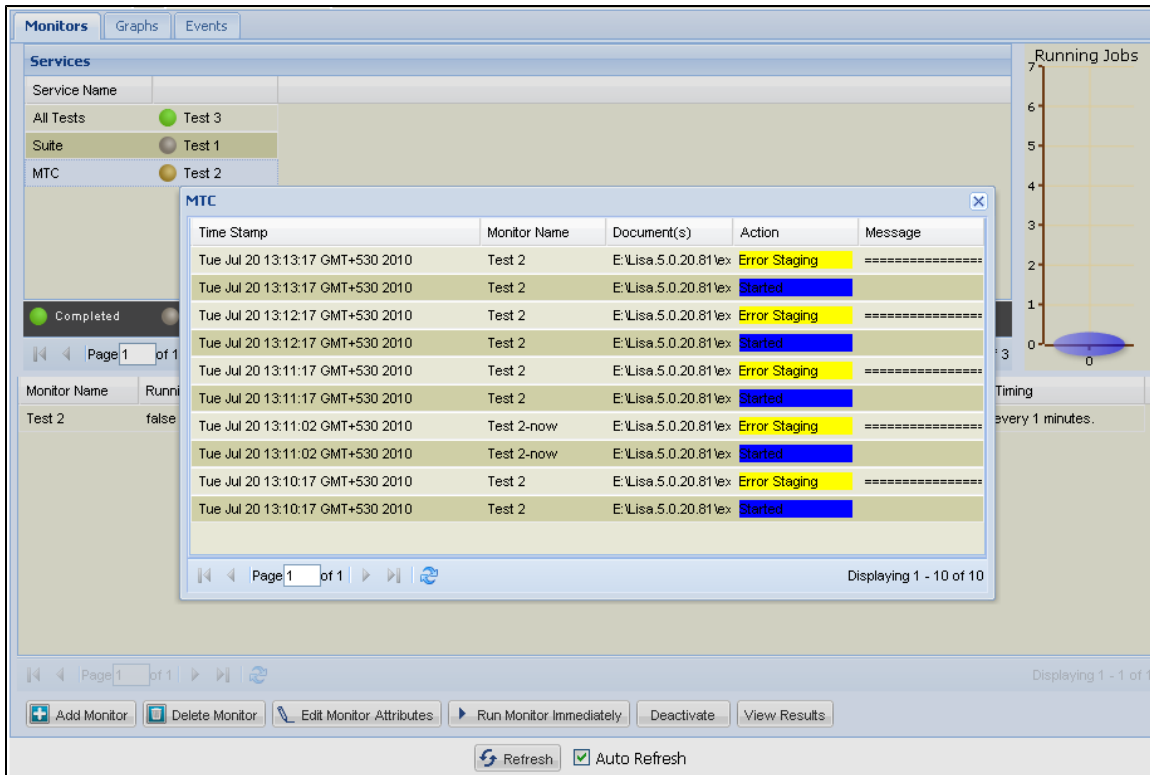 Monitors Graphs Events
Services
Running Jobs
Service Name
All Tests Test 3
Suite Test 1
MTC Test 2
7
6
5
4
3
2
1
0
0
MTC
Time Stamp Monitor Name Document(s) Action Message
Tue Jul 20 13:13:17 GMT+530 2010 Test 2 E:\Lisa.5.0.20.81\ex Error Staging ================
Tue Jul 20 13:13:17 GMT+530 2010 Test 2 E:\Lisa.5.0.20.81\ex Started
Tue Jul 20 13:12:17 GMT+530 2010 Test 2 E:\Lisa.5.0.20.81\ex Error Staging ================
Tue Jul 20 13:12:17 GMT+530 2010 Test 2 E:\Lisa.5.0.20.81\ex Started
Tue Jul 20 13:11:17 GMT+530 2010 Test 2 E:\Lisa.5.0.20.81\ex Error Staging ================
Tue Jul 20 13:11:17 GMT+530 2010 Test 2 E:\Lisa.5.0.20.81\ex Started
Tue Jul 20 13:11:02 GMT+530 2010 Test 2-now E:\Lisa.5.0.20.81\ex Error Staging ================
Tue Jul 20 13:11:02 GMT+530 2010 Test 2-now E:\Lisa.5.0.20.81\ex Started
Tue Jul 20 13:10:17 GMT+530 2010 Test 2 E:\Lisa.5.0.20.81\ex Error Staging ================
Tue Jul 20 13:10:17 GMT+530 2010 Test 2 E:\Lisa.5.0.20.81\ex Started
Page 1 of 1 Displaying 1 - 10 of 10
Completed
Page 1 of 1 3
Monitor Name Runni Timing
Test 2 false every 1 minutes.
Page 1 of 1 Displaying 1 - 1 of 1
Add Monitor Delete Monitor Edit Monitor Attributes Run Monitor Immediately Deactivate View Results
Refresh Auto Refresh